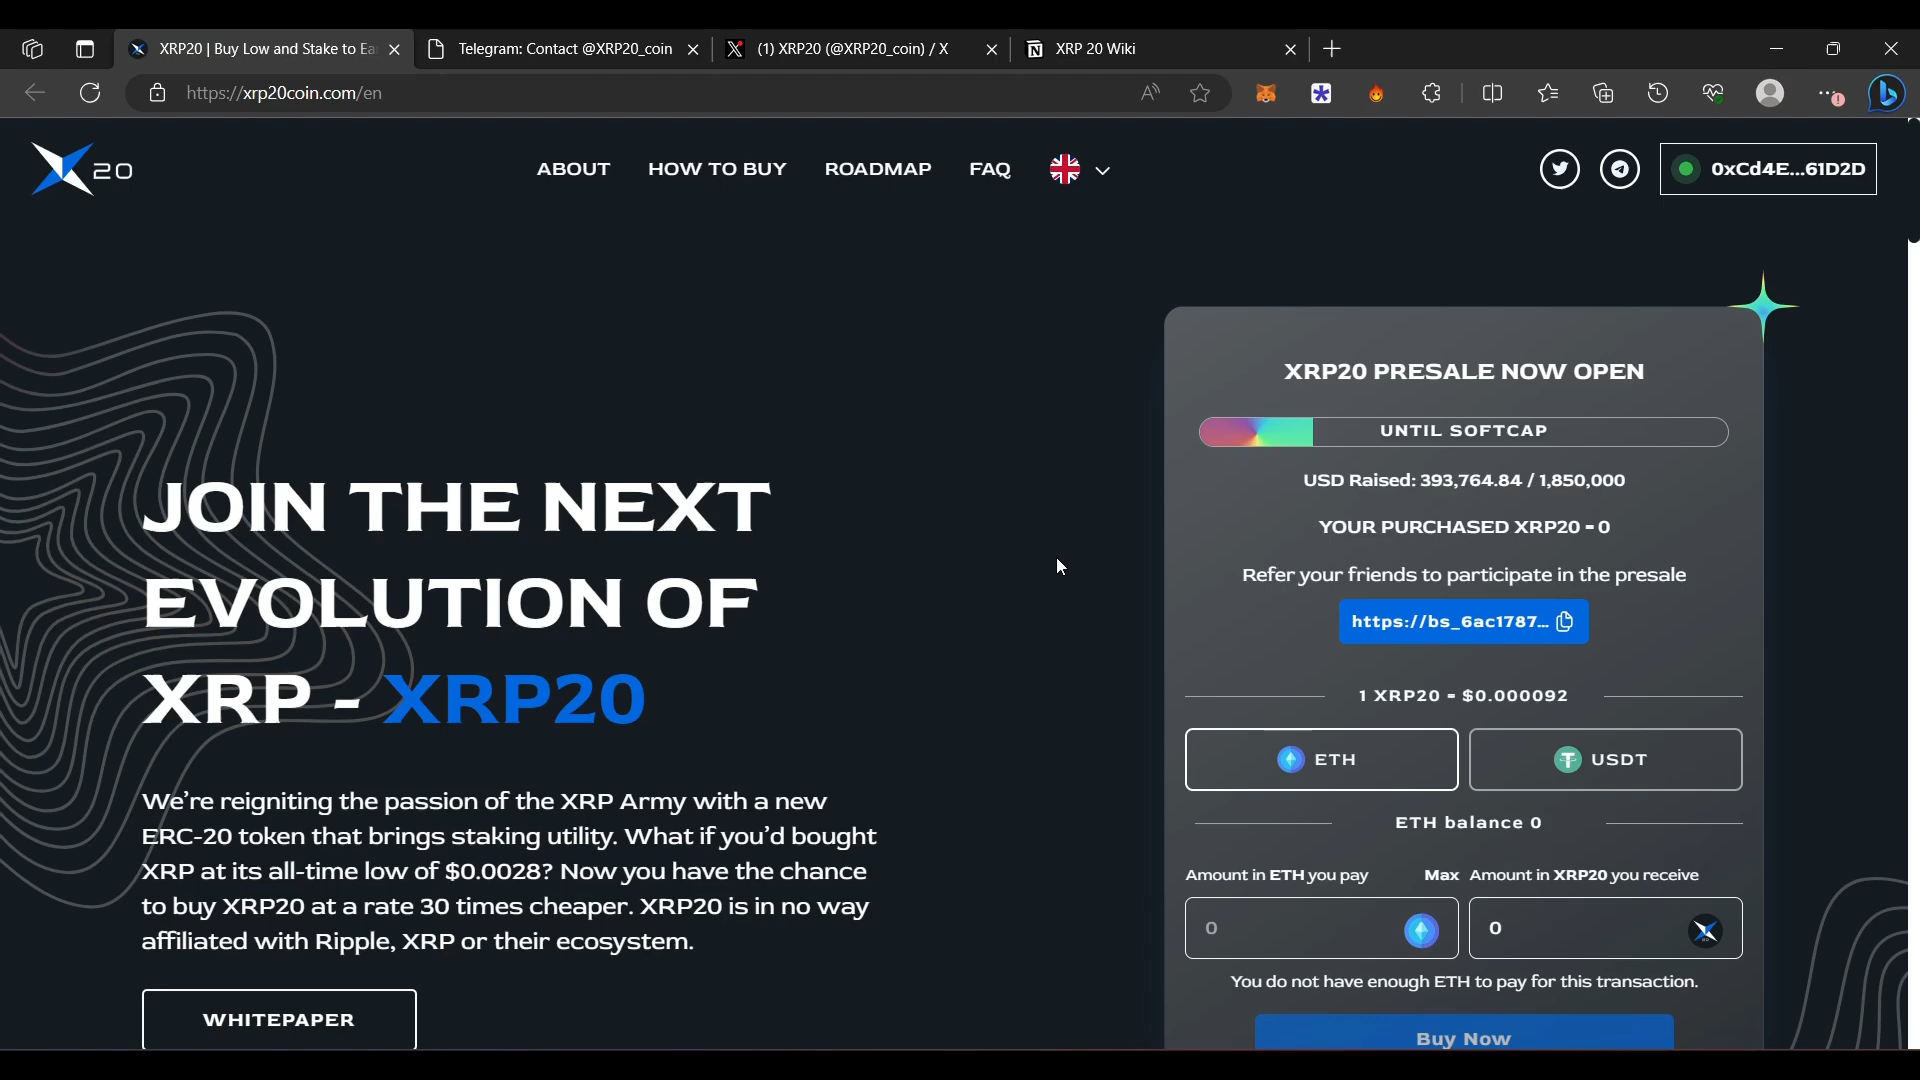 XRP20 | Buy Low and Stake to Ea
Telegram: Contact @XRP20_coin
(1) XRP20 (@XRP20_coin) / X
XRP 20 Wiki
https://xrp20coin.com/en
20
ABOUT
HOW TO BUY
ROADMAP
FAQ
0xCd4E...61D2D
JOIN THE NEXT
EVOLUTION OF
XRP - XRP20
We're reigniting the passion of the XRP Army with a new
ERC-20 token that brings staking utility. What if you'd bought
XRP at its all-time low of $0.0028? Now you have the chance
to buy XRP20 at a rate 30 times cheaper. XRP20 is in no way
affiliated with Ripple, XRP or their ecosystem.
WHITEPAPER
XRP20 PRESALE NOW OPEN
UNTIL SOFTCAP
USD Raised: 393,764.84 / 1,850,000
YOUR PURCHASED XRP20 = 0
Refer your friends to participate in the presale
https://bs_6ac1787...
1 XRP20 = $0.000092
ETH
USDT
ETH balance 0
Amount in ETH you pay Max
Amount in XRP20 you receive
0
0
You do not have enough ETH to pay for this transaction.
Buy Now